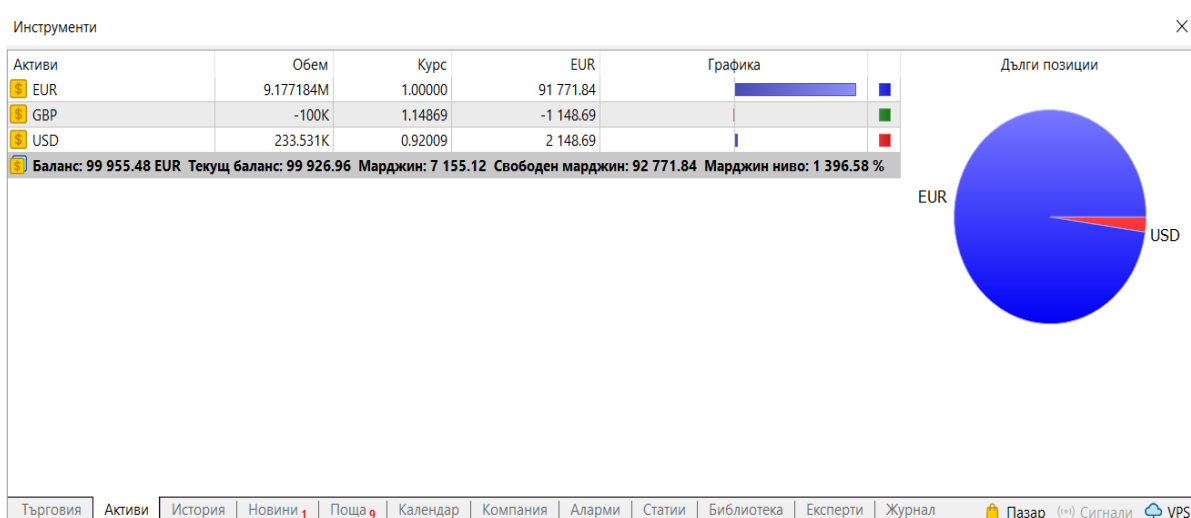 Инструменти
Активи Обем Курс EUR Графика Дълги позиции
EUR 9.177184M 1.00000 91 771.84
GBP -100K 1.14869 -1 148.69
USD 233.531K 0.92009 2 148.69
Баланс: 99 955.48 EUR Текущ баланс: 99 926.96 Марджин: 7 155.12 Свободен марджин: 92 771.84 Марджин ниво: 1 396.58 %
EUR
USD
Търговия Активи История Новини 1 Поща 9 Календар Компания Аларми Статии Библиотека Експерти Журнал Пазар Сигнали VPS